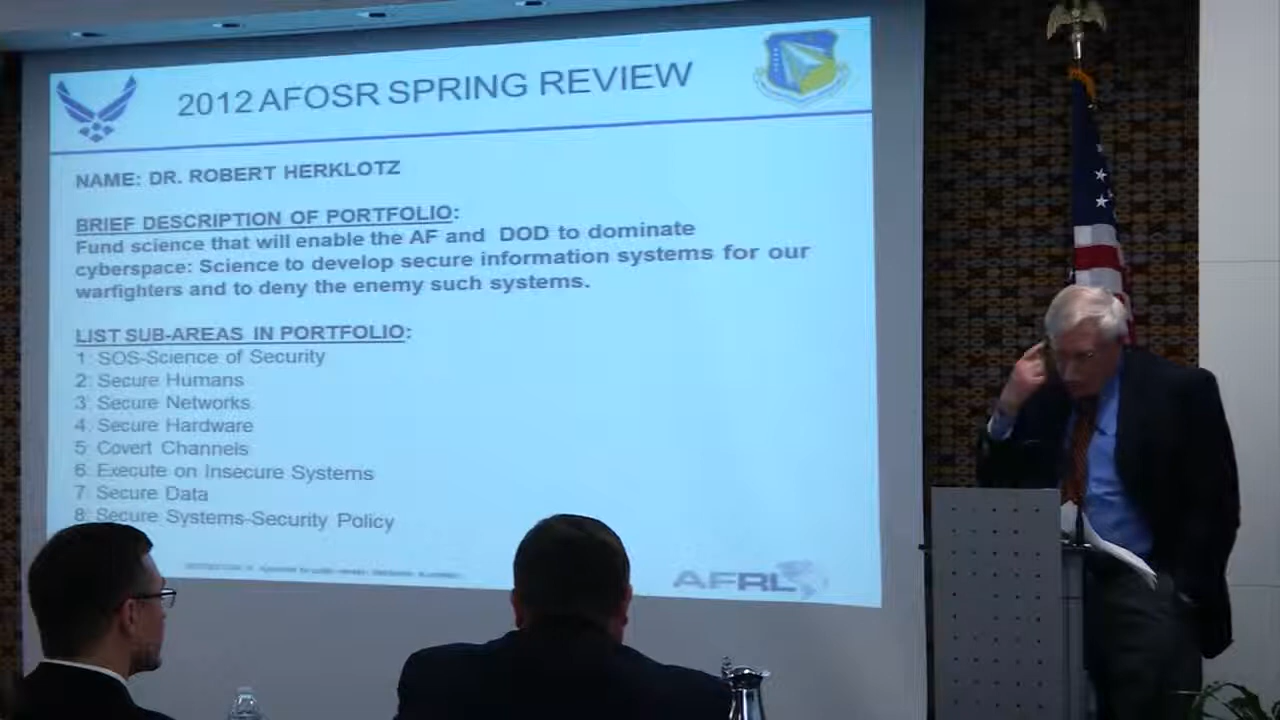 2012 AFOSR SPRING REVIEW
NAME: DR. ROBERT HERKLOTZ
BRIEF DESCRIPTION OF PORTFOLIO:
Fund science that will enable the AF and DOD to dominate
cyberspace: Science to develop secure information systems for our
warfighters and to deny the enemy such systems.
LIST SUB-AREAS IN PORTFOLIO:
1: SOS-Science of Security
2: Secure Humans
3: Secure Networks
4: Secure Hardware
5: Covert Channels
6: Execute on Insecure Systems
7: Secure Data
8: Secure Systems-Security Policy
AFRL